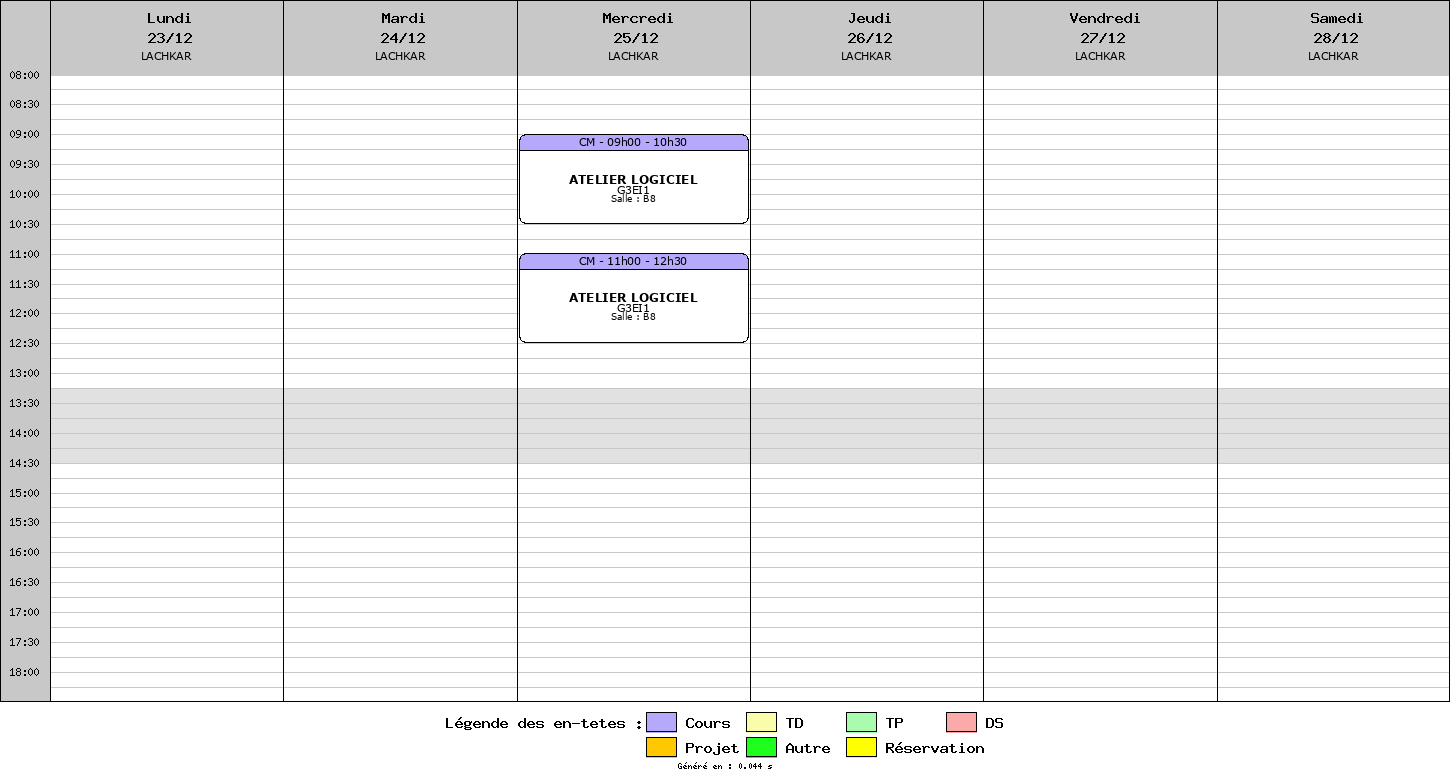 Lundi Mardi Mercredi Jeudi Vendredi Samedi
23/12 24/12 25/12 26/12 27/12 28/12
LACHKAR LACHKAR LACHKAR LACHKAR LACHKAR LACHKAR
08:00
08:30
09:00
CM - 09h00 - 10h30
09:30
ATELIER LOGICIEL
G3EI1
10:00
Salle : B8
10:30
11:00
CM - 11h00 - 12h30
11:30
ATELIER LOGICIEL
G3EI1
12:00
Salle : B8
12:30
13:00
13:30
14:00
14:30
15:00
15:30
16:00
16:30
17:00
17:30
18:00
Légende des en-tetes : Cours TD TP DS
Projet Autre Réservation
Généré en : 0.044 s